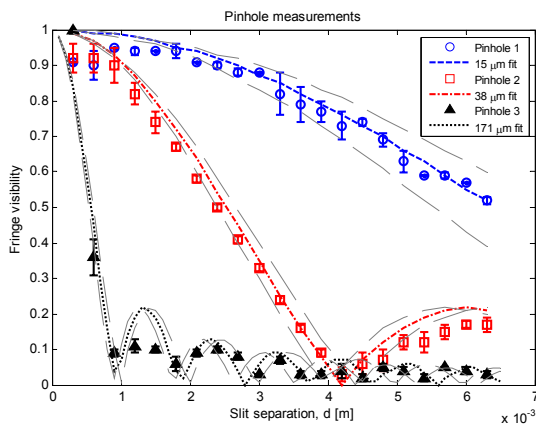 Pinhole measurements
Pinhole 1
15 μm fit
Pinhole 2
38 μm fit
Pinhole 3
171 μm fit
Fringe visibility
1
0.9
0.8
0.7
0.6
0.5
0.4
0.3
0.2
0.1
0
0 1 2 3 4 5 6 7
x 10⁻³
Slit separation, d [m]